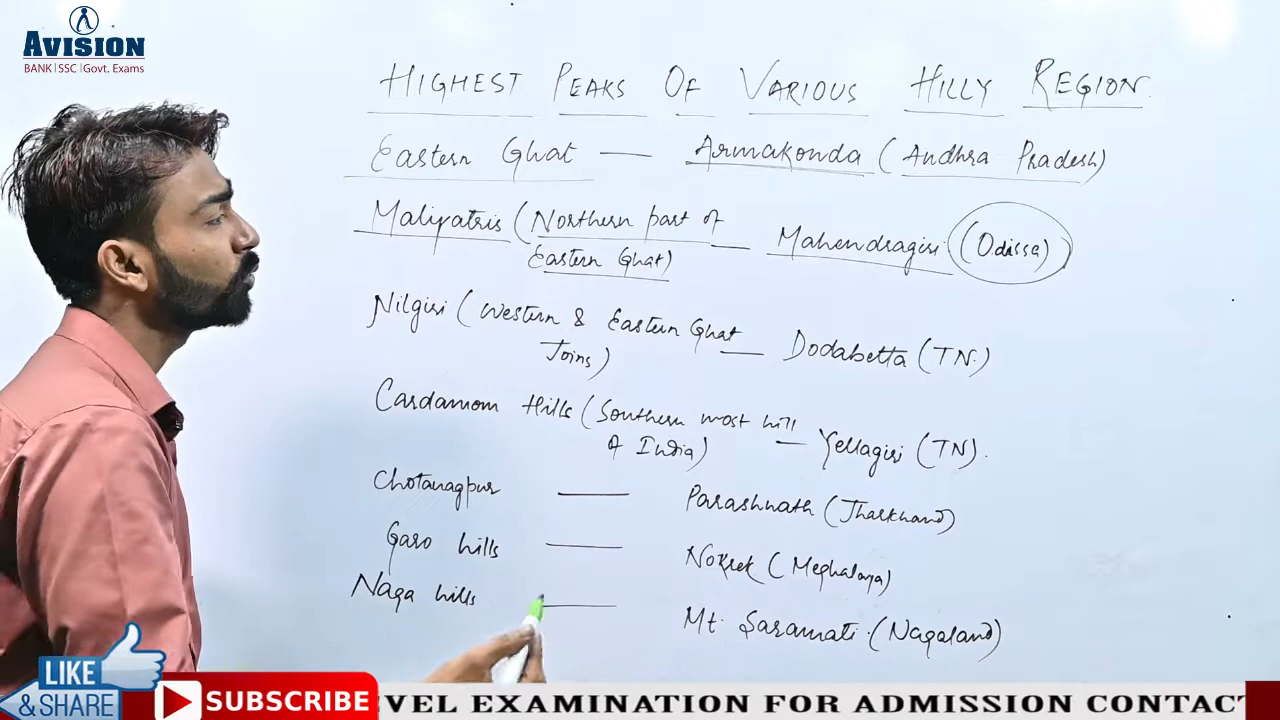 AVISION
BANK | SSC | Govt. Exams
HIGHEST PEAKS OF VARIOUS HILLY REGION
Eastern Ghat — Armakonda (Andhra Pradesh)
Maliyatris (Northern part of
Eastern Ghat) — Mahendragiri (Odissa)
Nilgiri (Western & Eastern Ghat
Joins) — Dodabetta (TN.)
Cardamom Hills (Southern most hill
of India) — Yellagiri (TN).
Chotanagpur — Parashnath (Jharkhand)
Garo hills — Nokrek (Meghalaya)
Naga hills — Mt. Saramati (Nagaland)
LIKE
& SHARE
SUBSCRIBE
EVEL EXAMINATION FOR ADMISSION CONTACT